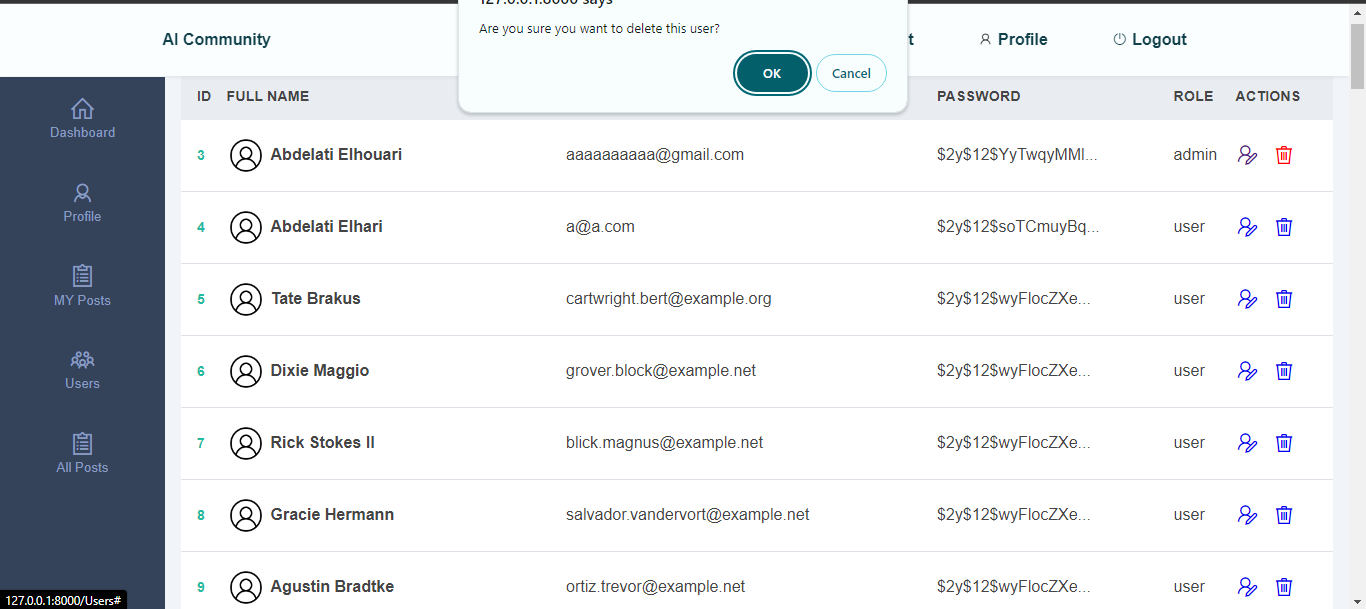 127.0.0.1:8000 says
Are you sure you want to delete this user?
OK Cancel
AI Community
Profile Logout
Dashboard
Profile
MY Posts
Users
All Posts
ID FULL NAME PASSWORD ROLE ACTIONS
3 Abdelati Elhouari aaaaaaaaaa@gmail.com $2y$12$YyTwqyMMl... admin
4 Abdelati Elhari a@a.com $2y$12$soTCmuyBq... user
5 Tate Brakus cartwright.bert@example.org $2y$12$wyFlocZXe... user
6 Dixie Maggio grover.block@example.net $2y$12$wyFlocZXe... user
7 Rick Stokes II blick.magnus@example.net $2y$12$wyFlocZXe... user
8 Gracie Hermann salvador.vandervort@example.net $2y$12$wyFlocZXe... user
9 Agustin Bradtke ortiz.trevor@example.net $2y$12$wyFlocZXe... user
127.0.0.1:8000/Users#